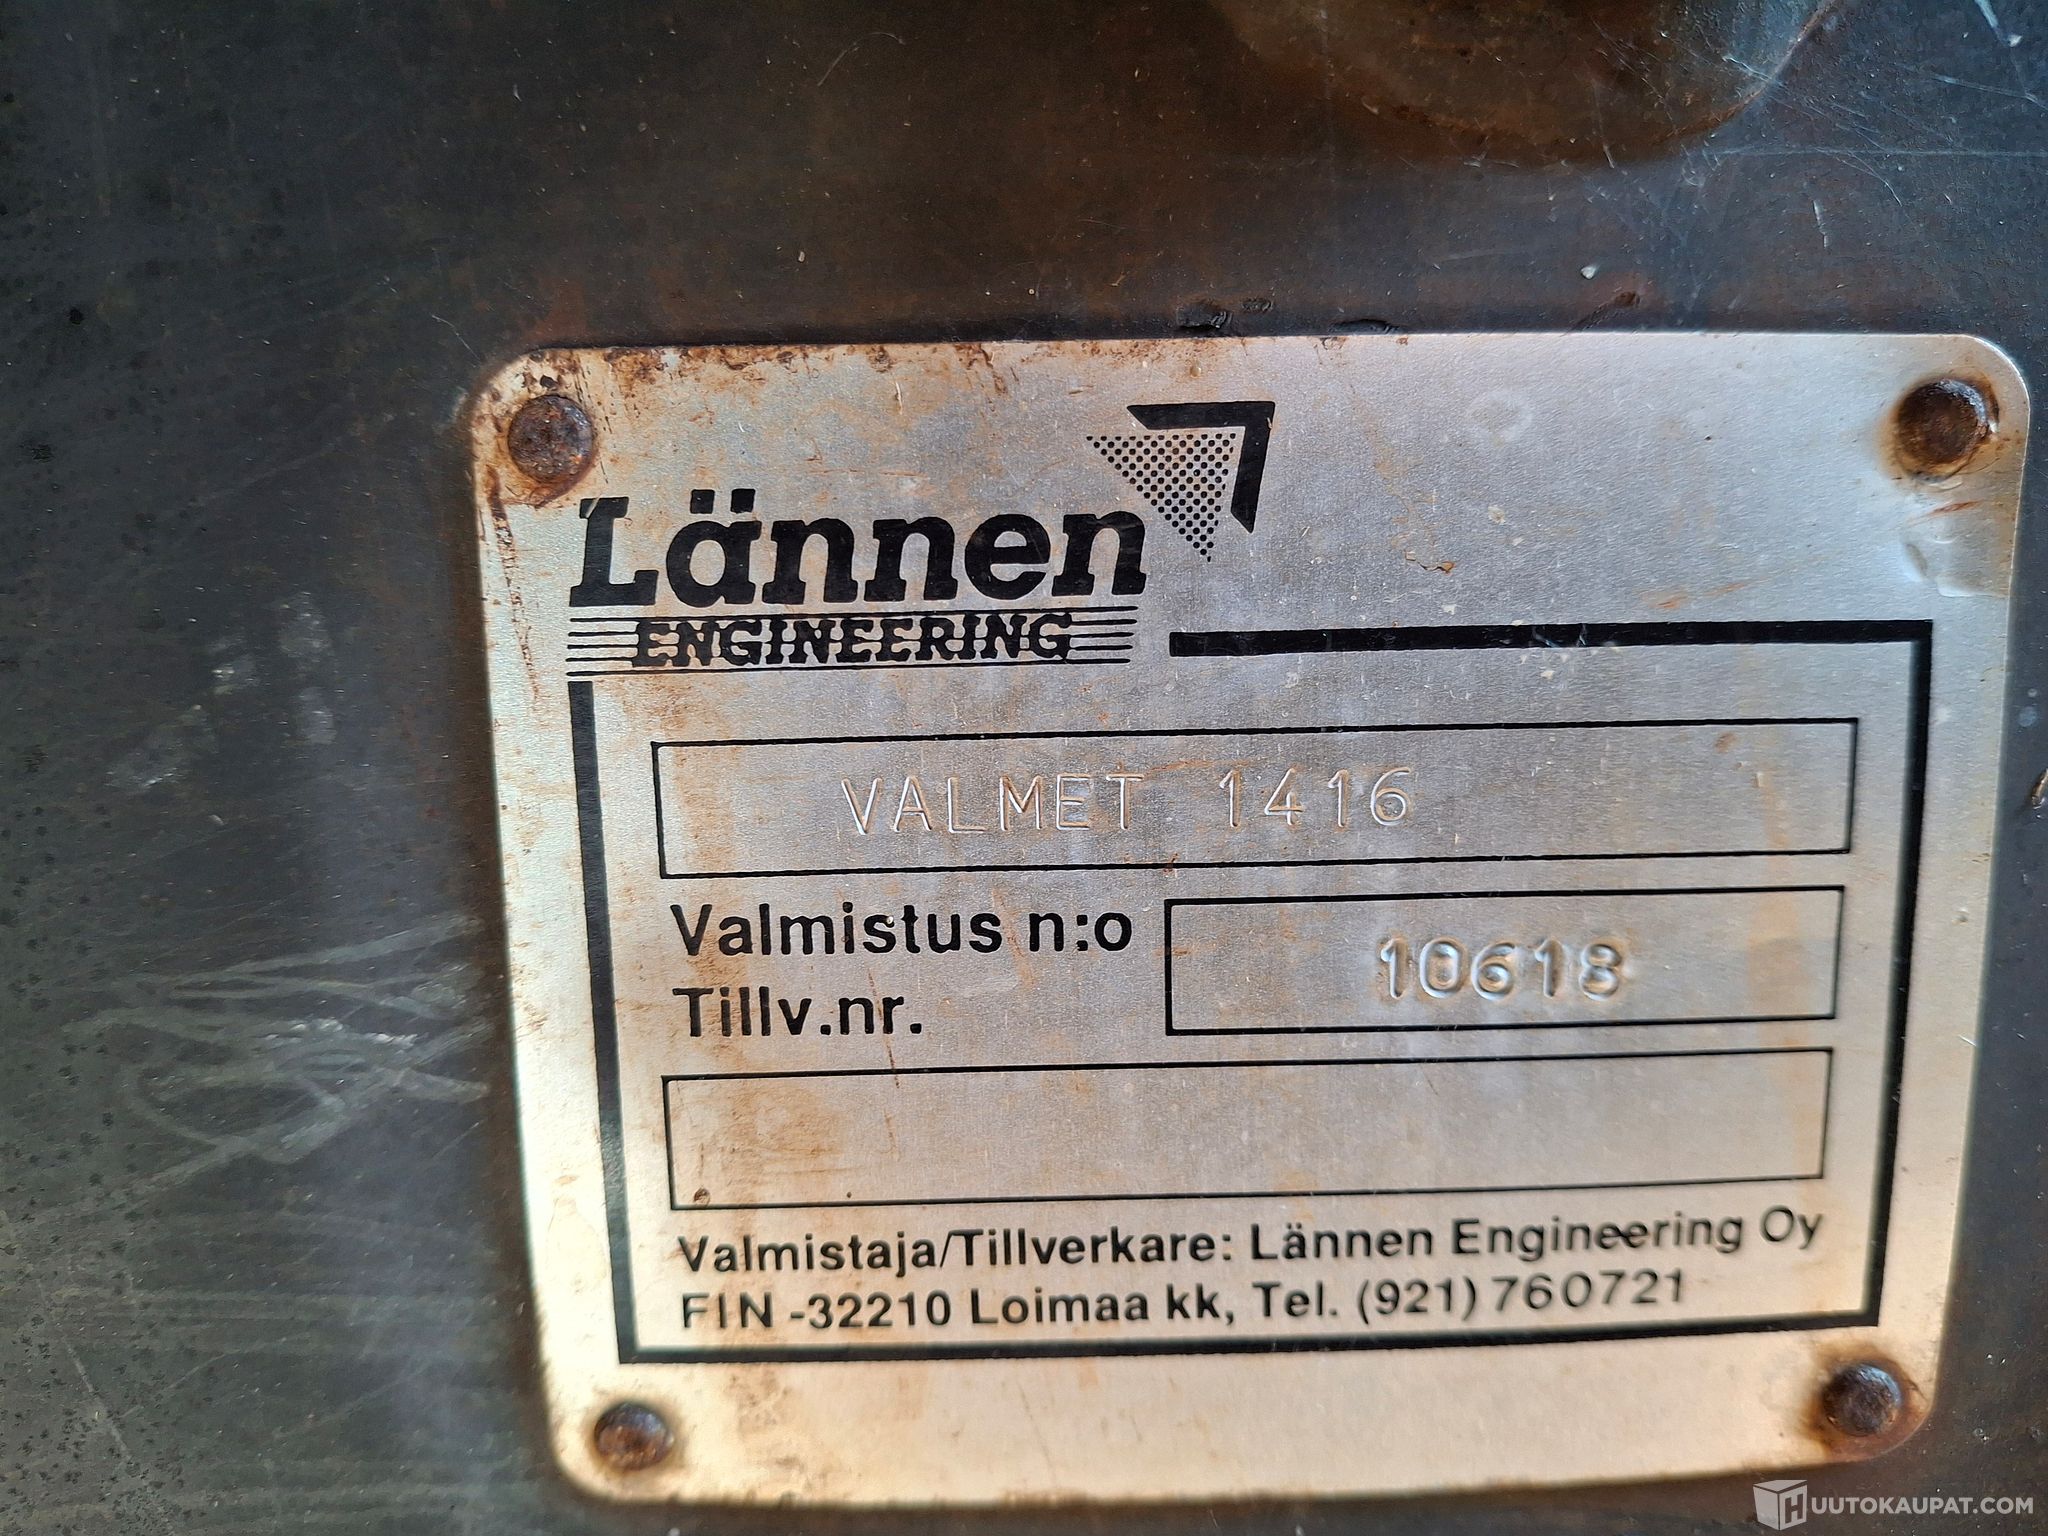 Lännen
ENGINEERING
VALMET 1416
Valmistus n:o
Tillv.nr.
10618
Valmistaja/Tillverkare: Lännen Engineering Oy
FIN -32210 Loimaa kk, Tel. (921) 760721
HUUTOKAUPAT.COM